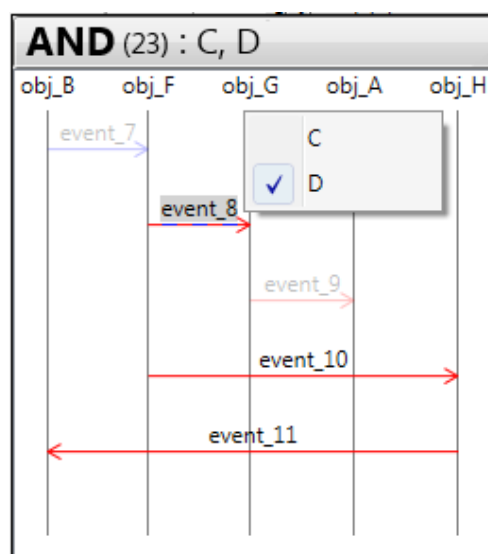 AND (23) : C, D
obj_B obj_F obj_G obj_A obj_H
event_7
C
D
event_8
event_9
event_10
event_11